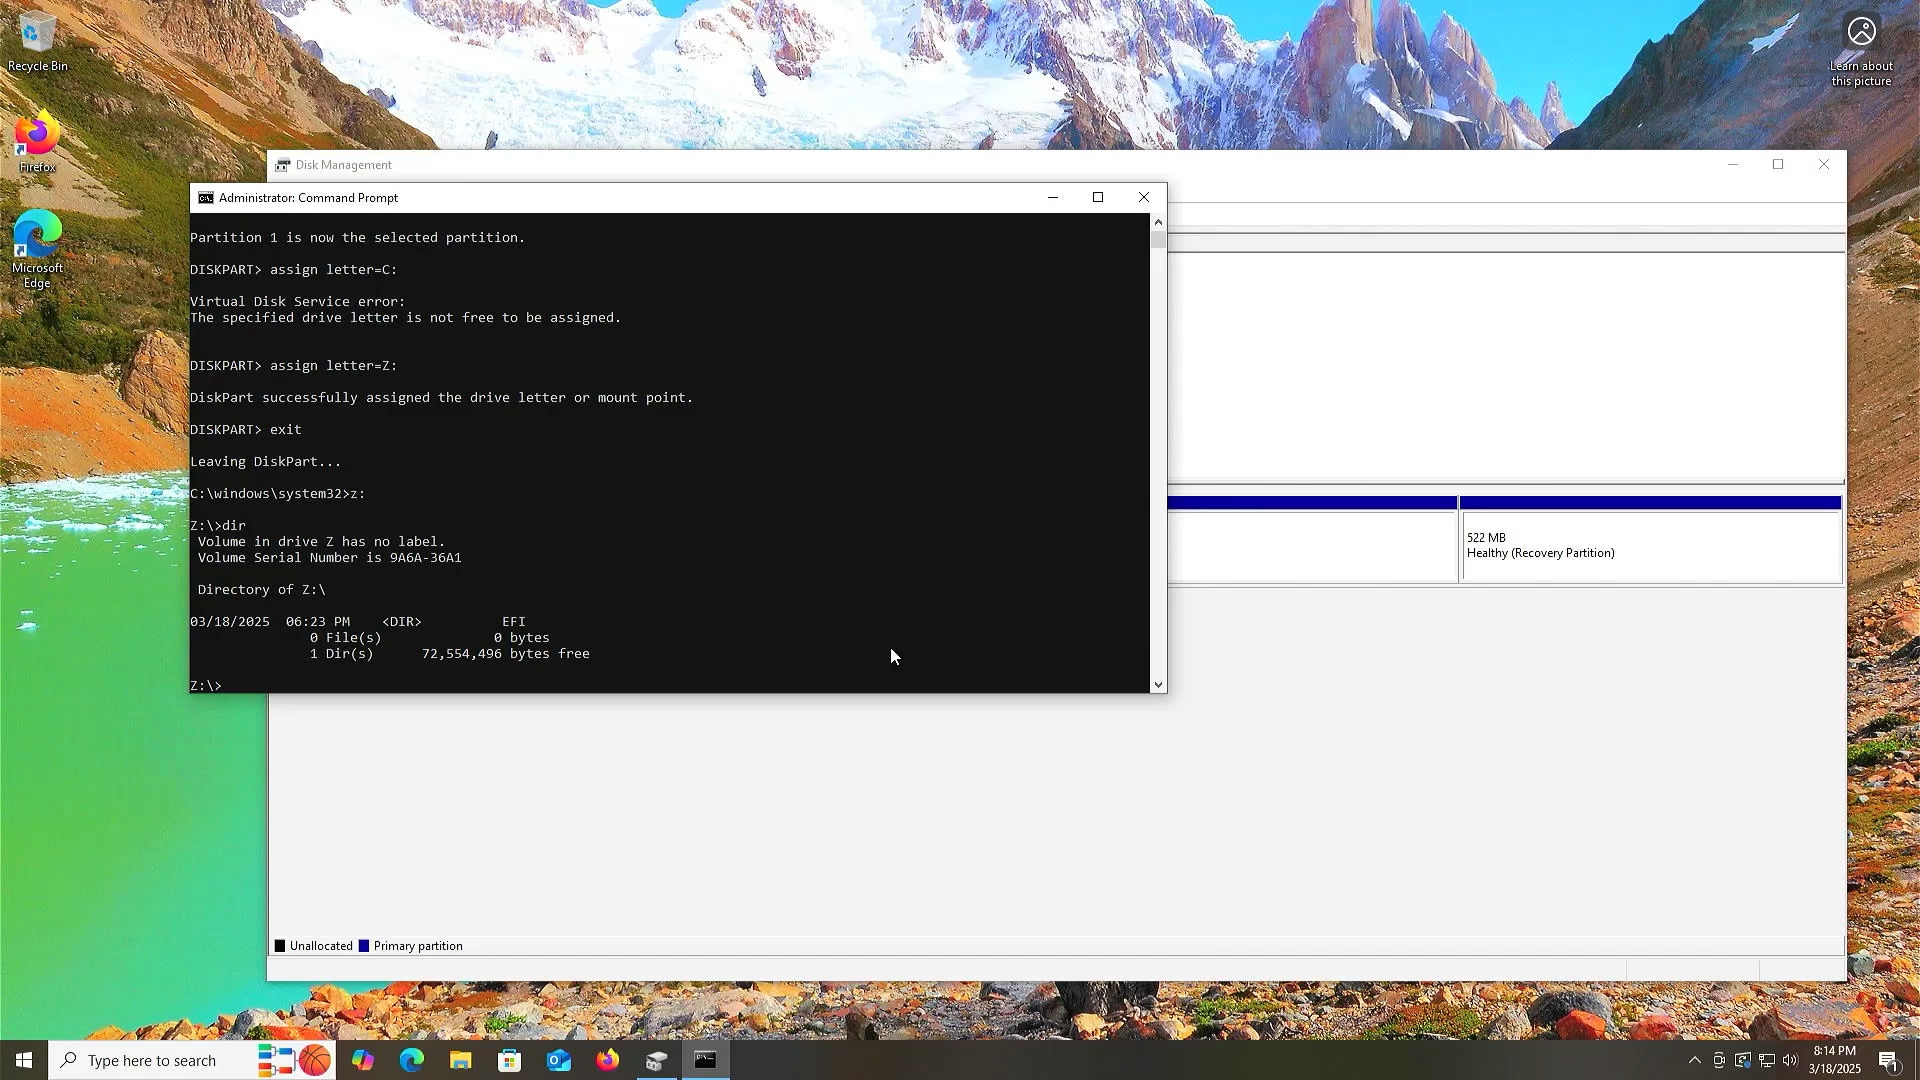 Recycle Bin
Firefox
Microsoft
Edge
Learn about
this picture
Disk Management
Administrator: Command Prompt
Partition 1 is now the selected partition.
DISKPART> assign letter=C:
Virtual Disk Service error:
The specified drive letter is not free to be assigned.
DISKPART> assign letter=Z:
DiskPart successfully assigned the drive letter or mount point.
DISKPART> exit
Leaving DiskPart...
C:\windows\system32>z:
Z:\>dir
Volume in drive Z has no label.
Volume Serial Number is 9A6A-36A1
Directory of Z:\
03/18/2025  06:23 PM    <DIR>          EFI
0 File(s)              0 bytes
1 Dir(s)      72,554,496 bytes free
Z:\>
522 MB
Healthy (Recovery Partition)
Unallocated Primary partition
Type here to search
8:14 PM
3/18/2025
1